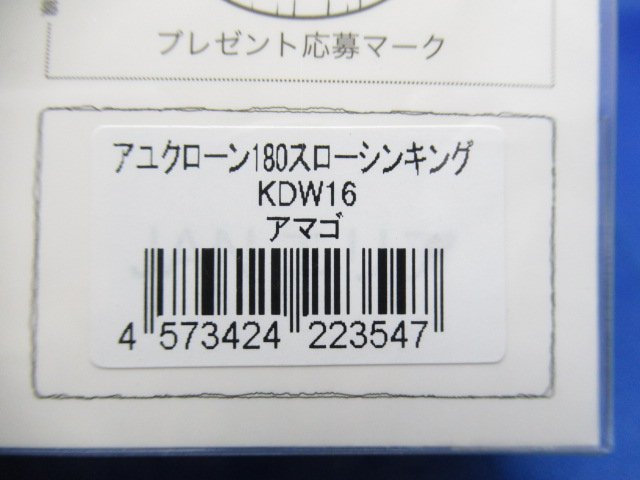 プレゼント応募マーク
アユクローン180スローシンキング
KDW16
アマゴ
4 573424 223547